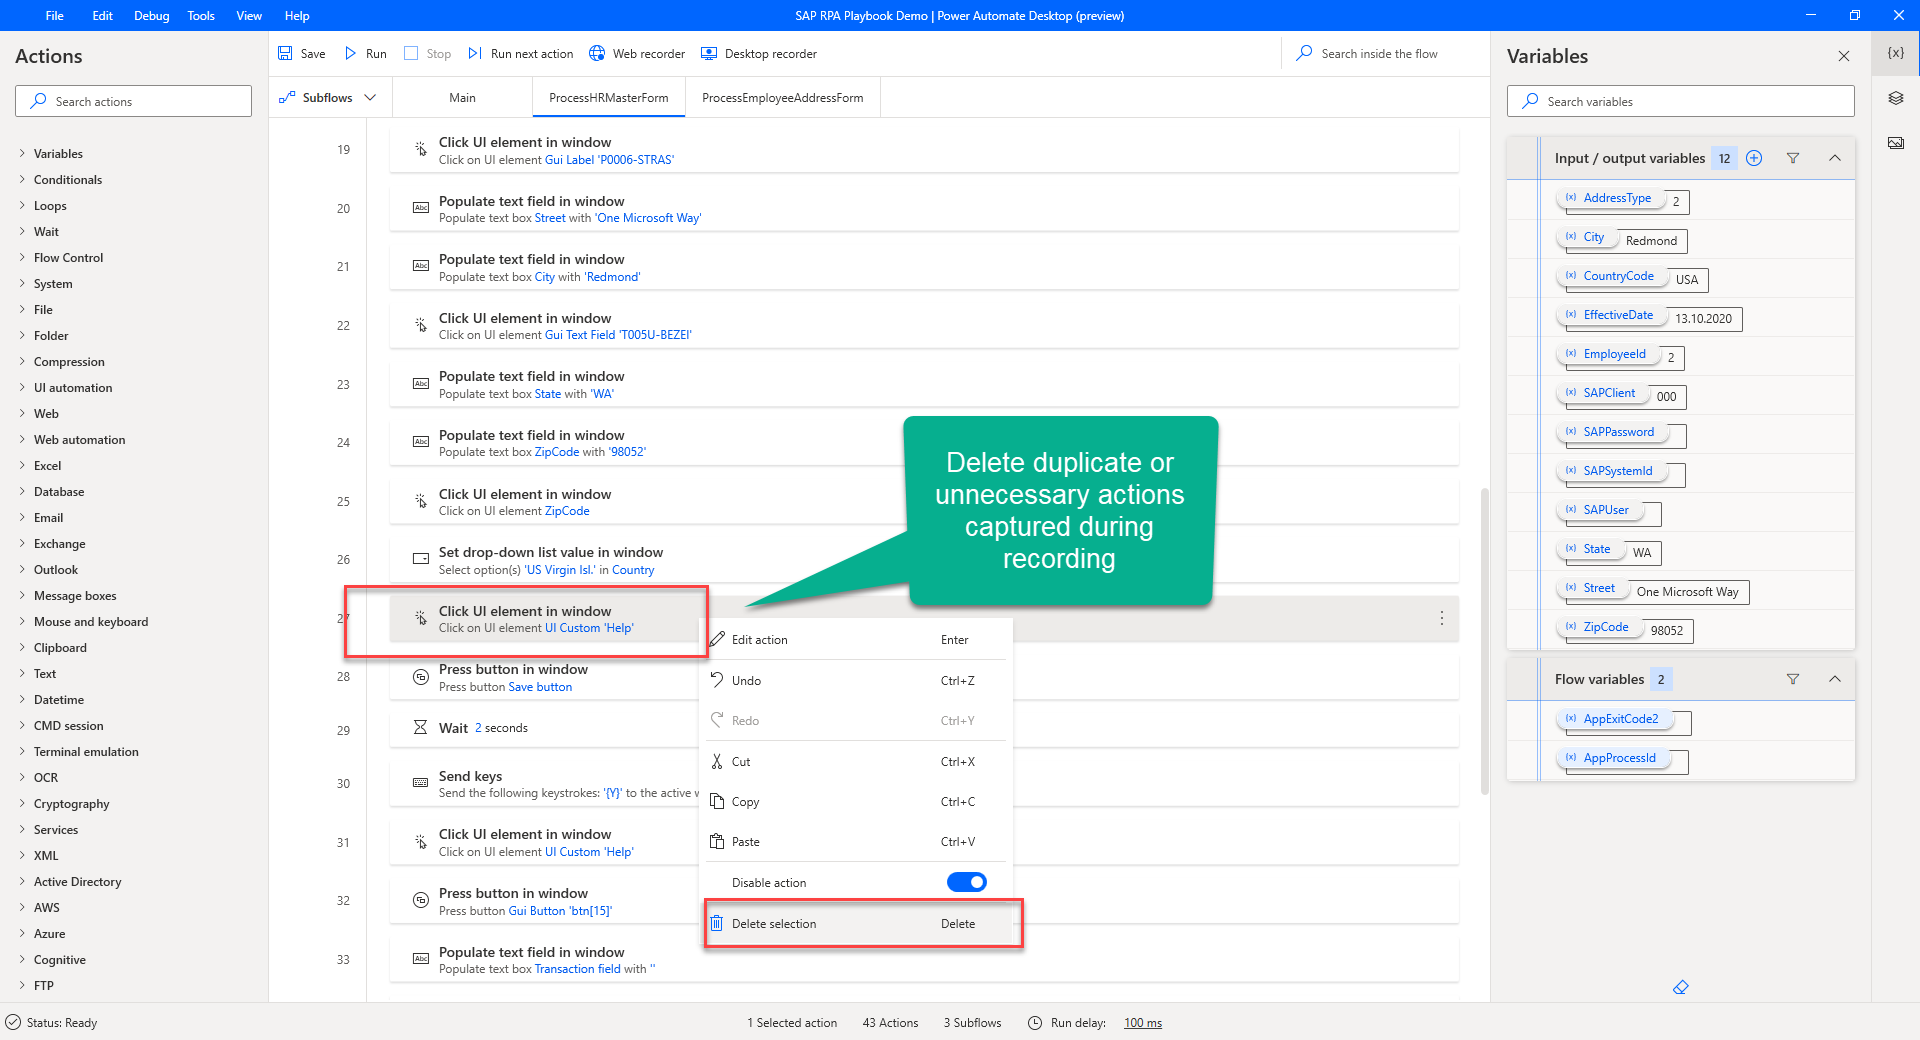 File Edit Debug Tools View Help
SAP RPA Playbook Demo | Power Automate Desktop (preview)
Actions
Search actions
Variables
Conditionals
Loops
Wait
Flow Control
System
File
Folder
Compression
UI automation
Web
Web automation
Excel
Database
Email
Exchange
Outlook
Message boxes
Mouse and keyboard
Clipboard
Text
Datetime
CMD session
Terminal emulation
OCR
Cryptography
Services
XML
Active Directory
AWS
Azure
Cognitive
FTP
Save Run Stop Run next action Web recorder Desktop recorder
Search inside the flow
Subflows Main ProcessHRMasterForm ProcessEmployeeAddressForm
19 Click UI element in window
Click on UI element Gui Label 'P0006-STRAS'
20 Abc Populate text field in window
Populate text box Street with 'One Microsoft Way'
21 Abc Populate text field in window
Populate text box City with 'Redmond'
22 Click UI element in window
Click on UI element Gui Text Field 'T005U-BEZEI'
23 Abc Populate text field in window
Populate text box State with 'WA'
24 Abc Populate text field in window
Populate text box ZipCode with '98052'
25 Click UI element in window
Click on UI element ZipCode
26 Set drop-down list value in window
Select option(s) 'US Virgin Isl.' in Country
27 Click UI element in window
Click on UI element UI Custom 'Help'
28 Press button in window
Press button Save button
29 Wait 2 seconds
30 Send keys
Send the following keystrokes: '{Y}' to the active
31 Click UI element in window
Click on UI element UI Custom 'Help'
32 Press button in window
Press button Gui Button 'btn[15]'
33 Abc Populate text field in window
Populate text box Transaction field with ''
Delete duplicate or
unnecessary actions
captured during
recording
Edit action Enter
Undo Ctrl+Z
Redo Ctrl+Y
Cut Ctrl+X
Copy Ctrl+C
Paste Ctrl+V
Disable action
Delete selection Delete
Variables
{x}
Search variables
Input / output variables 12
(x) AddressType 2
(x) City Redmond
(x) CountryCode USA
(x) EffectiveDate 13.10.2020
(x) EmployeeId 2
(x) SAPClient 000
(x) SAPPassword
(x) SAPSystemId
(x) SAPUser
(x) State WA
(x) Street One Microsoft Way
(x) ZipCode 98052
Flow variables 2
(x) AppExitCode2
(x) AppProcessId
Status: Ready
1 Selected action 43 Actions 3 Subflows Run delay: 100 ms